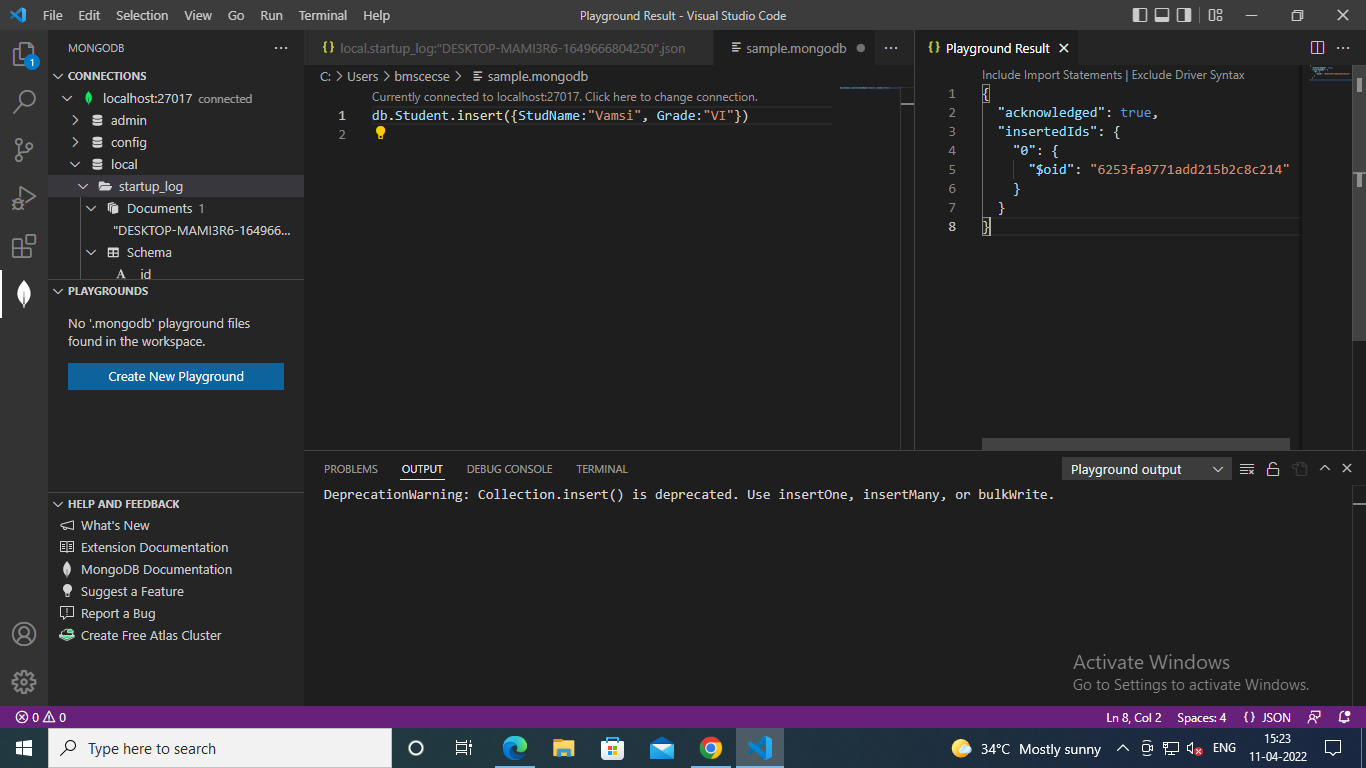 File Edit Selection View Go Run Terminal Help
Playground Result - Visual Studio Code
1
MONGODB
CONNECTIONS
localhost:27017 connected
admin
config
local
startup_log
Documents 1
"DESKTOP-MAMI3R6-164966...
Schema
A id
PLAYGROUNDS
No '.mongodb' playground files
found in the workspace.
Create New Playground
HELP AND FEEDBACK
What's New
Extension Documentation
MongoDB Documentation
Suggest a Feature
Report a Bug
Create Free Atlas Cluster
{} local.startup_log:"DESKTOP-MAMI3R6-1649666804250".json
sample.mongodb
C: > Users > bmscecse > sample.mongodb
Currently connected to localhost:27017. Click here to change connection.
1 db.Student.insert({StudName:"Vamsi", Grade:"VI"})
2
{} Playground Result
Include Import Statements | Exclude Driver Syntax
1 {
2 "acknowledged": true,
3 "insertedIds": {
4 "0": {
5 "$oid": "6253fa9771add215b2c8c214"
6 }
7 }
8 }
PROBLEMS OUTPUT DEBUG CONSOLE TERMINAL
Playground output
DeprecationWarning: Collection.insert() is deprecated. Use insertOne, insertMany, or bulkWrite.
Activate Windows
Go to Settings to activate Windows.
0 0
Ln 8, Col 2 Spaces: 4 {} JSON
Type here to search
34°C Mostly sunny
ENG
15:23
11-04-2022